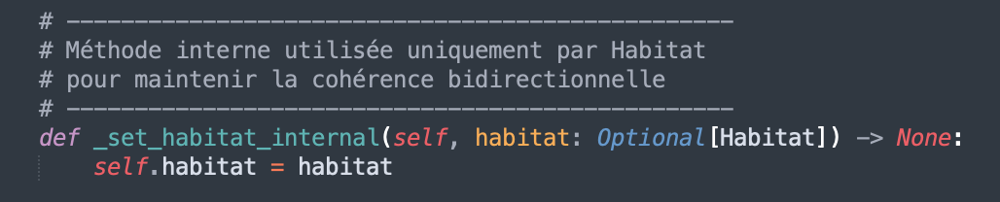 # -------------------------------------------------
# Méthode interne utilisée uniquement par Habitat
# pour maintenir la cohérence bidirectionnelle
# -------------------------------------------------
def _set_habitat_internal(self, habitat: Optional[Habitat]) -> None:
    self.habitat = habitat